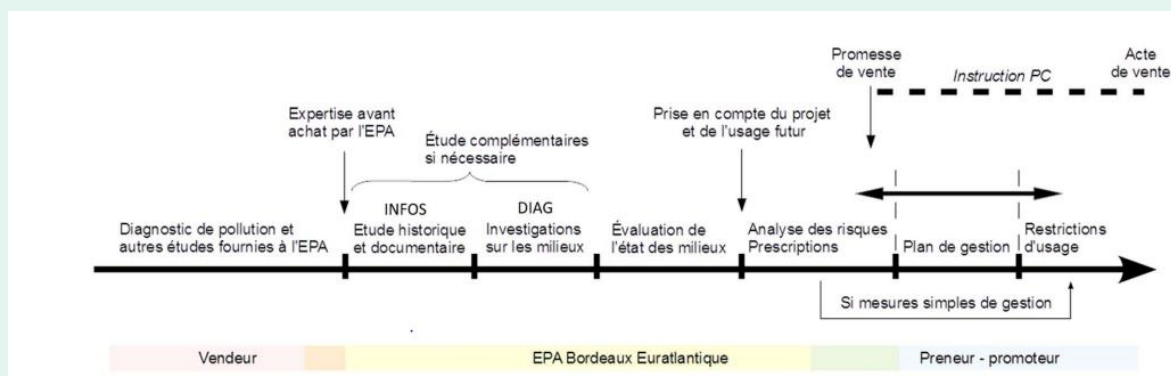 Promesse
de vente
Instruction PC
Acte
de vente
Expertise avant
achat par l'EPA
Étude complémentaires
si nécessaire
Prise en compte du projet
et de l'usage futur
Diagnostic de pollution et
autres études fournies à l'EPA
INFOS
Etude historique
et documentaire
DIAG
Investigations
sur les milieux
Évaluation de
l'état des milieux
Analyse des risques
Prescriptions
Plan de gestion
Restrictions
d'usage
Si mesures simples de gestion
Vendeur
EPA Bordeaux Euratlantique
Preneur - promoteur